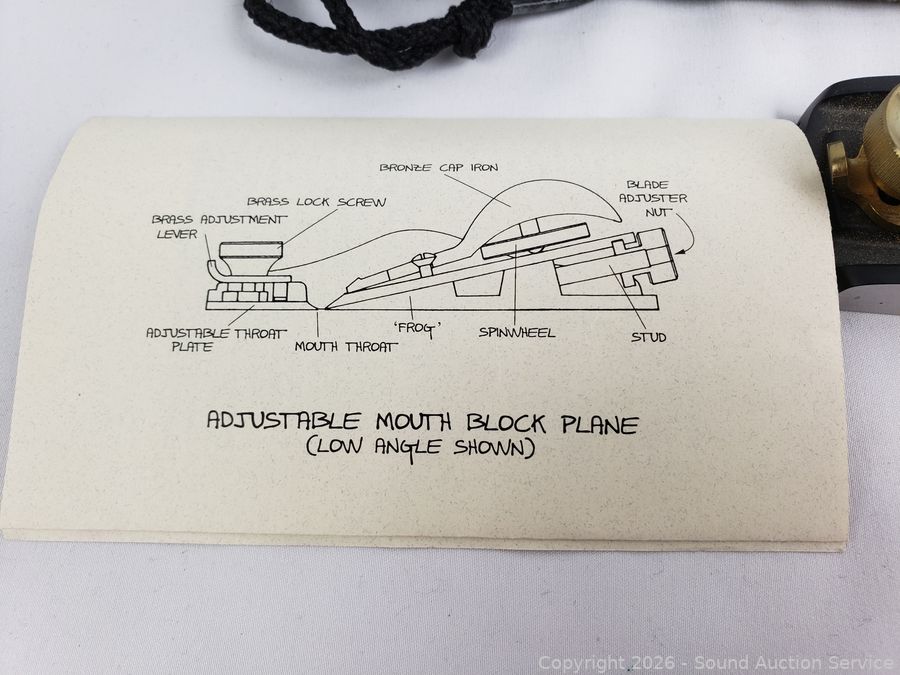 BRONZE CAP IRON
BLADE
ADJUSTER
NUT
BRASS LOCK SCREW
BRASS ADJUSTMENT
LEVER
ADJUSTABLE THROAT
PLATE
MOUTH THROAT
'FROG'
SPINWHEEL
STUD
ADJUSTABLE MOUTH BLOCK PLANE
(LOW ANGLE SHOWN)
Copyright 2026 - Sound Auction Service